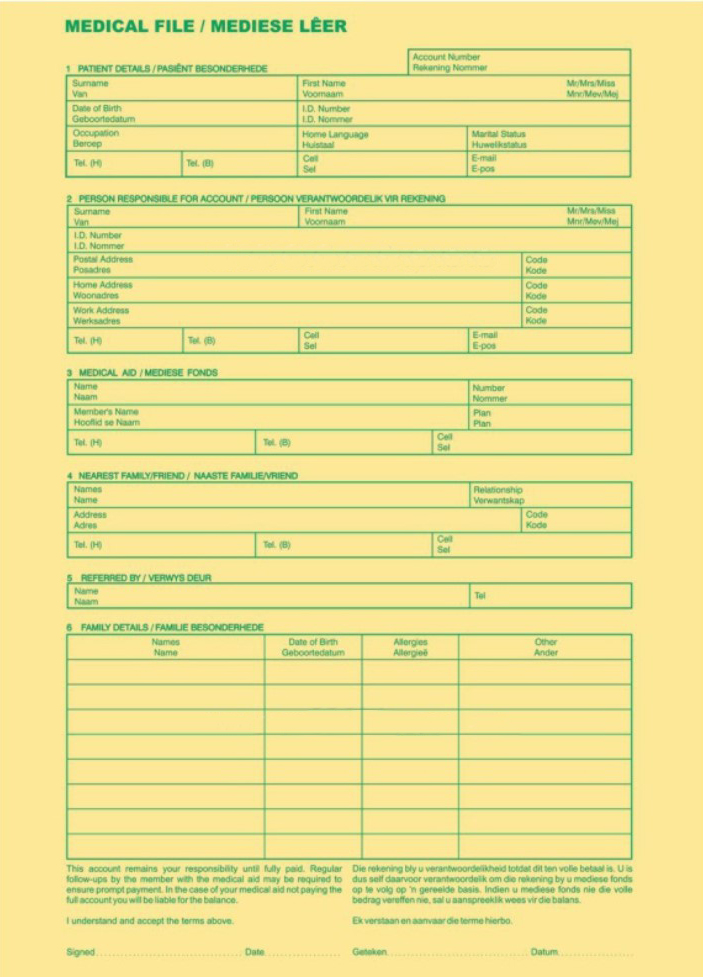 MEDICAL FILE / MEDIESE LÊER
Account Number
Rekening Nommer
1 PATIENT DETAILS / PASIËNT BESONDERHEDE
Surname
Van
First Name
Voornaam
Mr/Mrs/Miss
Mnr/Mev/Mej
Date of Birth
Geboortedatum
I.D. Number
I.D. Nommer
Occupation
Beroep
Home Language
Huistaal
Marital Status
Huwelikstatus
Tel. (H)
Tel. (B)
Cell
Sel
E-mail
E-pos
2 PERSON RESPONSIBLE FOR ACCOUNT / PERSOON VERANTWOORDELIK VIR REKENING
Surname
Van
First Name
Voornaam
Mr/Mrs/Miss
Mnr/Mev/Mej
I.D. Number
I.D. Nommer
Postal Address
Posadres
Code
Kode
Home Address
Woonadres
Code
Kode
Work Address
Werksadres
Code
Kode
Tel. (H)
Tel. (B)
Cell
Sel
E-mail
E-pos
3 MEDICAL AID / MEDIESE FONDS
Name
Naam
Number
Nommer
Member's Name
Hooflid se Naam
Plan
Plan
Tel. (H)
Tel. (B)
Cell
Sel
4 NEAREST FAMILY/FRIEND / NAASTE FAMILIE/VRIEND
Names
Name
Relationship
Verwantskap
Address
Adres
Code
Kode
Tel. (H)
Tel. (B)
Cell
Sel
5 REFERRED BY / VERWYS DEUR
Name
Naam
Tel
6 FAMILY DETAILS / FAMILIE BESONDERHEDE
Names
Name
Date of Birth
Geboortedatum
Allergies
Allergieë
Other
Ander
This account remains your responsibility until fully paid. Regular
follow-ups by the member with the medical aid may be required to
ensure prompt payment. In the case of your medical aid not paying the
full account you will be liable for the balance.
I understand and accept the terms above.
Signed
Date
Die rekening bly u verantwoordelikheid totdat dit ten volle betaal is. U is
dus self daarvoor verantwoordelik om die rekening by u mediese fonds
op te volg op 'n gereelde basis. Indien u mediese fonds nie die volle
bedrag vereffen nie, sal u aanspreeklik wees vir die balans.
Ek verstaan en aanvaar die terme hierbo.
Geteken
Datum